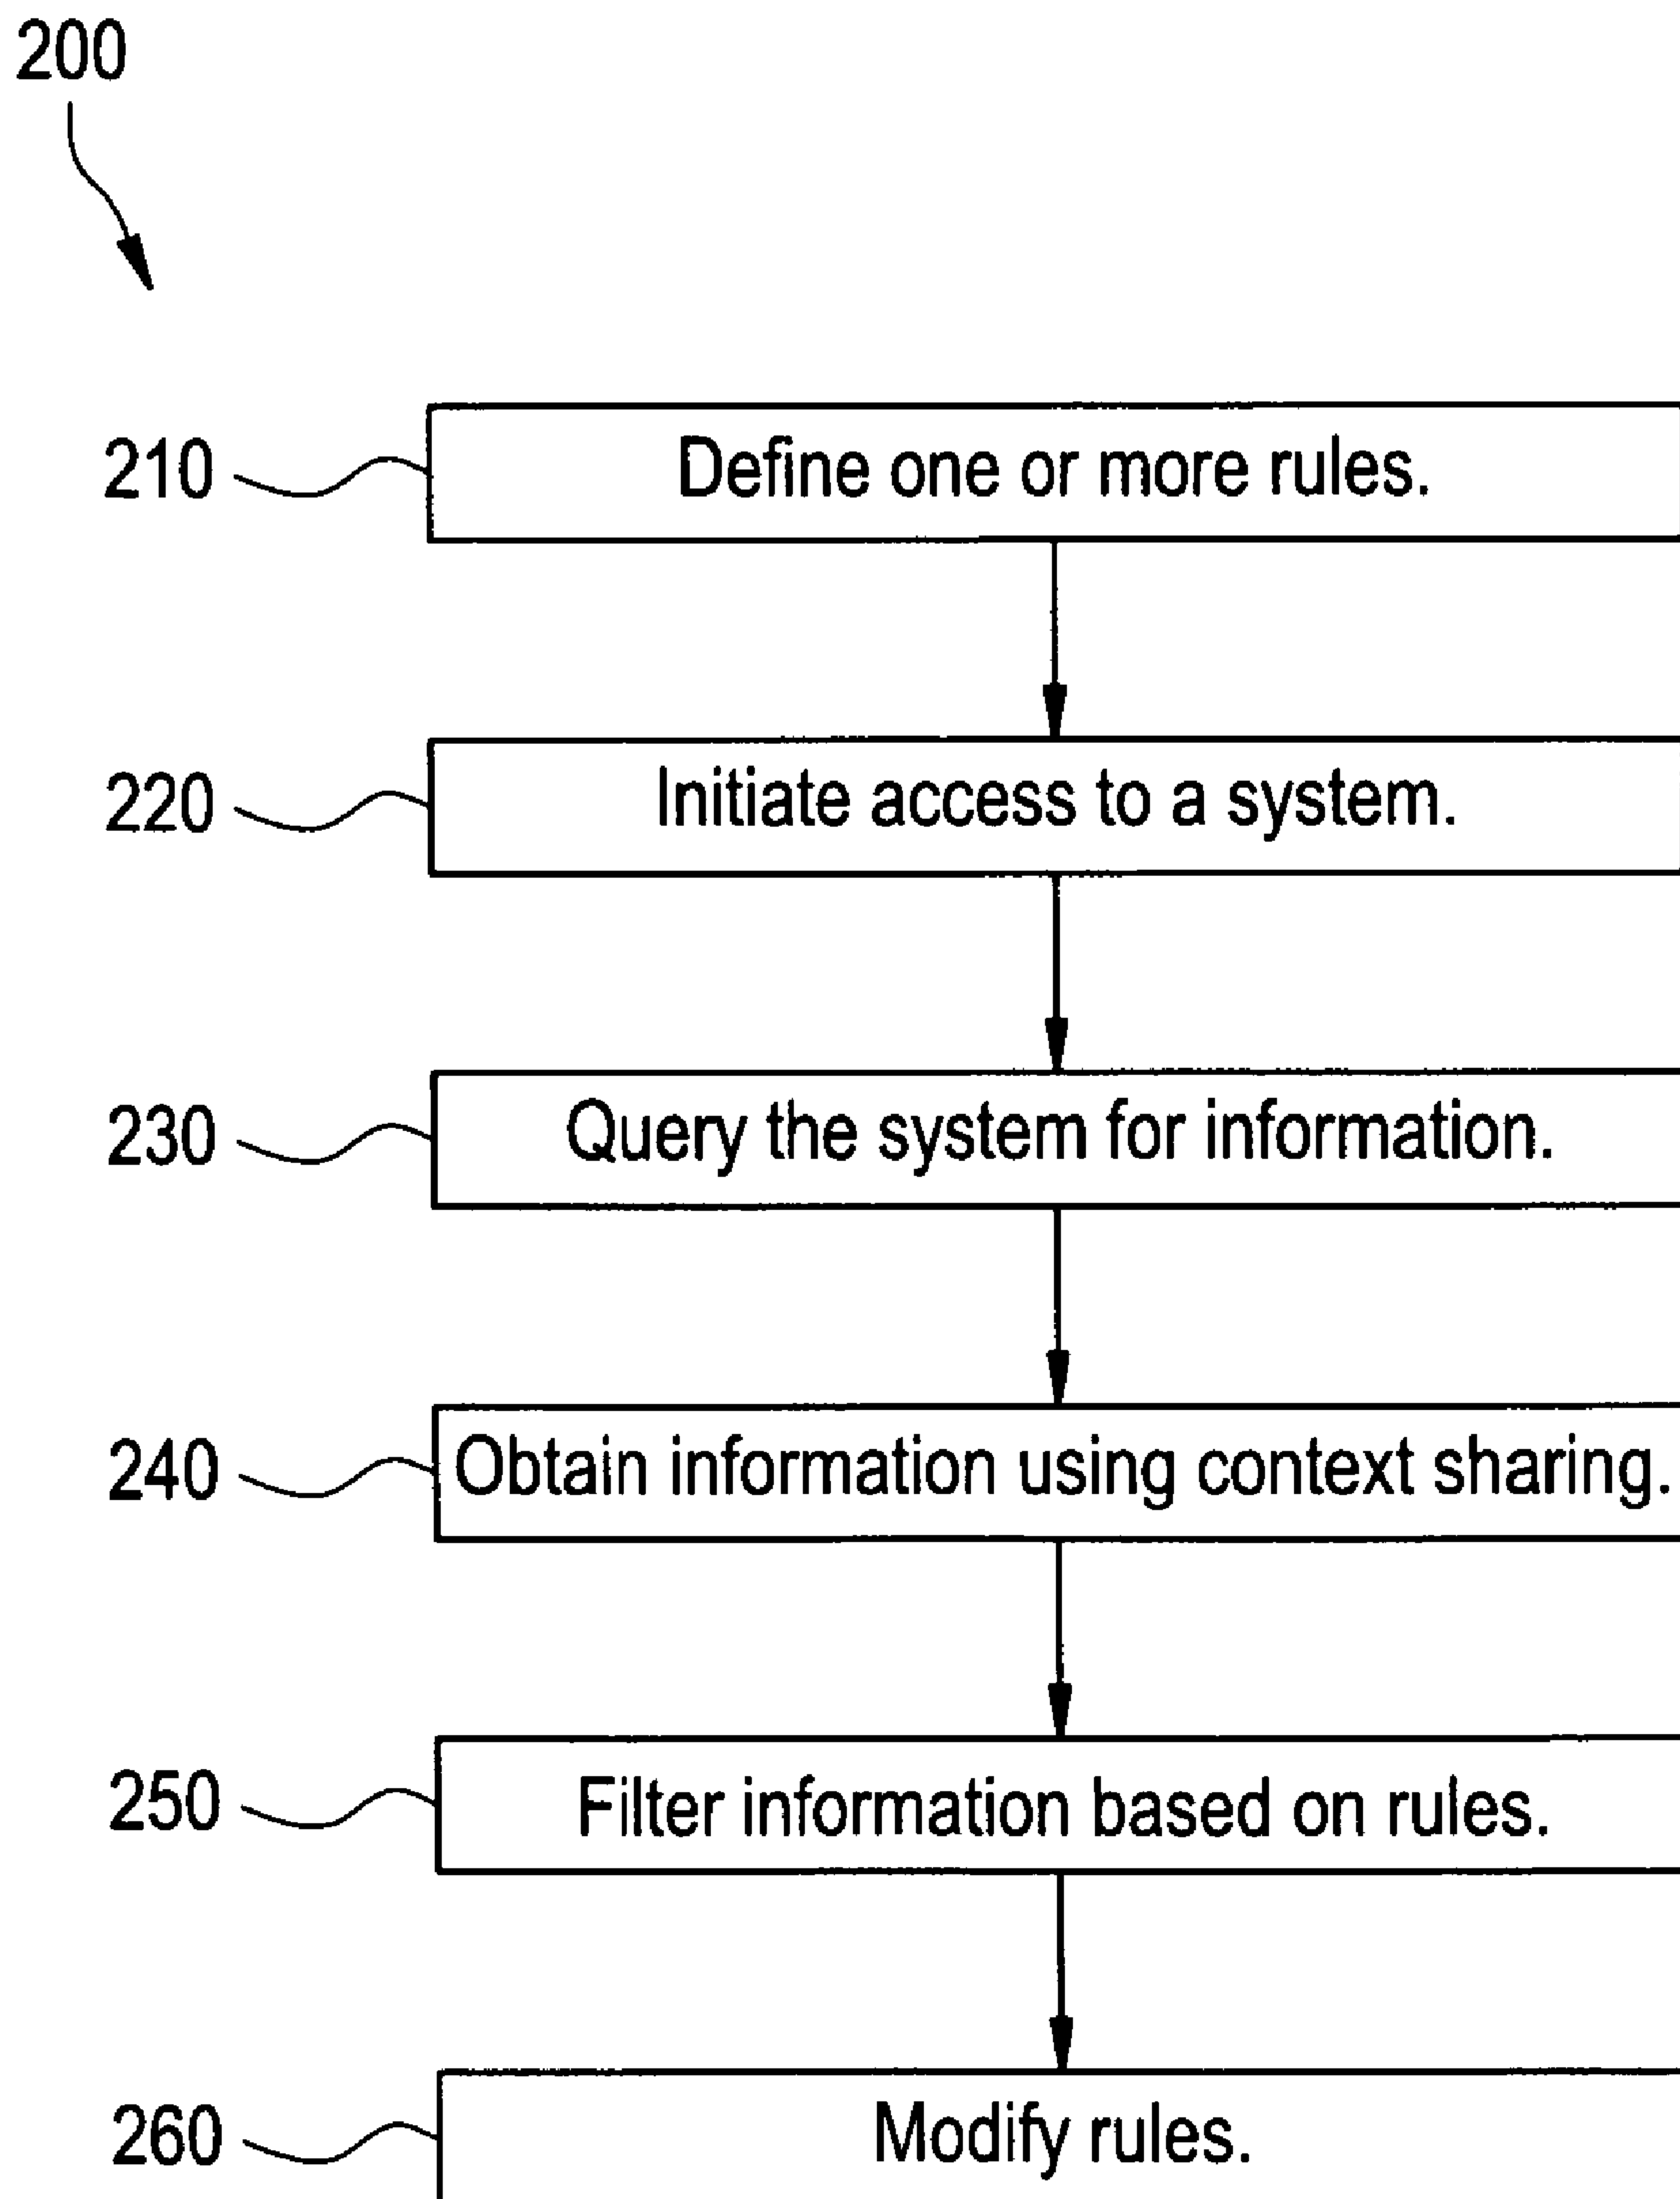 200
210 Define one or more rules.
220 Initiate access to a system.
230 Query the system for information.
240 Obtain information using context sharing.
250 Filter information based on rules.
260 Modify rules.